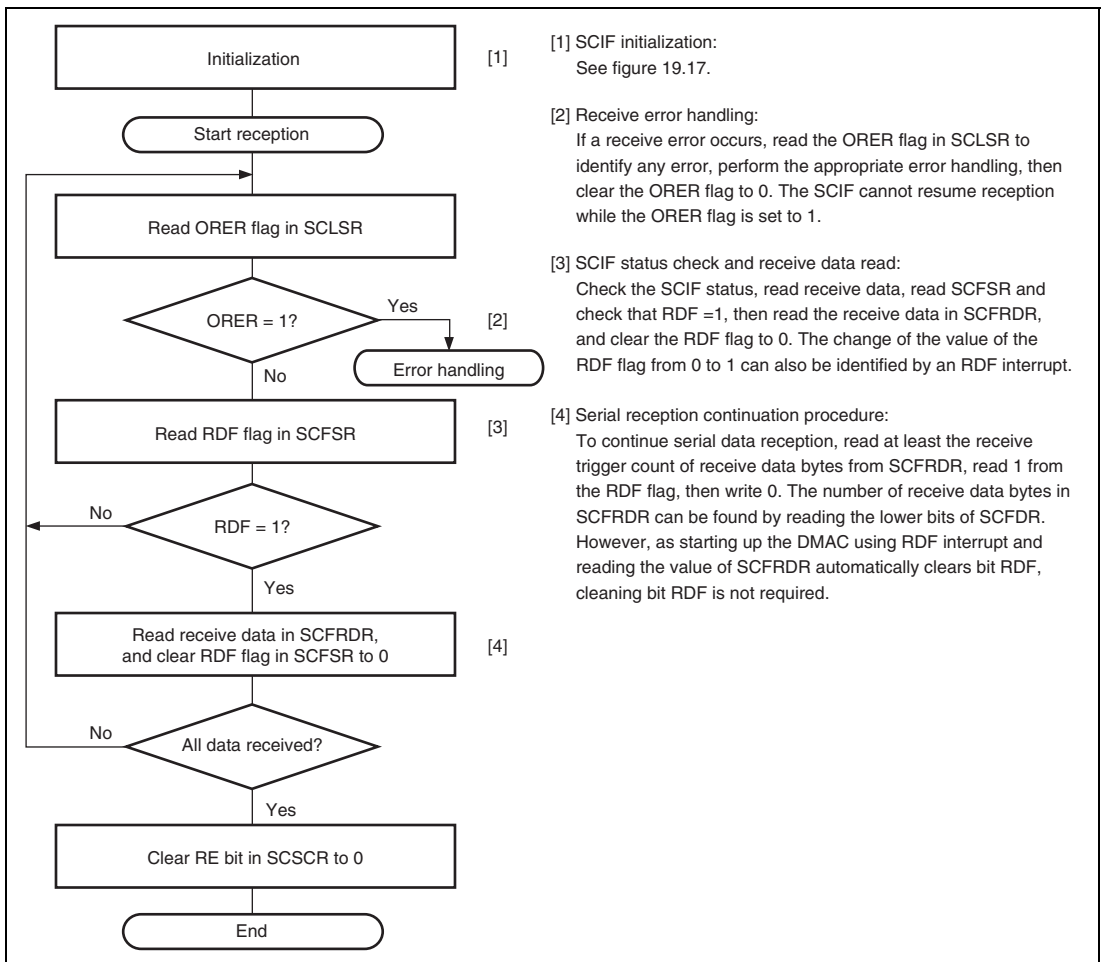 Initialization
[1]
Start reception
Read ORER flag in SCLSR
ORER = 1?
Yes
[2]
Error handling
No
Read RDF flag in SCFSR
[3]
No
RDF = 1?
Yes
Read receive data in SCFRDR,
and clear RDF flag in SCFSR to 0
[4]
No
All data received?
Yes
Clear RE bit in SCSCR to 0
End
[1] SCIF initialization:
See figure 19.17.
[2] Receive error handling:
If a receive error occurs, read the ORER flag in SCLSR to
identify any error, perform the appropriate error handling, then
clear the ORER flag to 0. The SCIF cannot resume reception
while the ORER flag is set to 1.
[3] SCIF status check and receive data read:
Check the SCIF status, read receive data, read SCFSR and
check that RDF =1, then read the receive data in SCFRDR,
and clear the RDF flag to 0. The change of the value of the
RDF flag from 0 to 1 can also be identified by an RDF interrupt.
[4] Serial reception continuation procedure:
To continue serial data reception, read at least the receive
trigger count of receive data bytes from SCFRDR, read 1 from
the RDF flag, then write 0. The number of receive data bytes in
SCFRDR can be found by reading the lower bits of SCFDR.
However, as starting up the DMAC using RDF interrupt and
reading the value of SCFRDR automatically clears bit RDF,
cleaning bit RDF is not required.